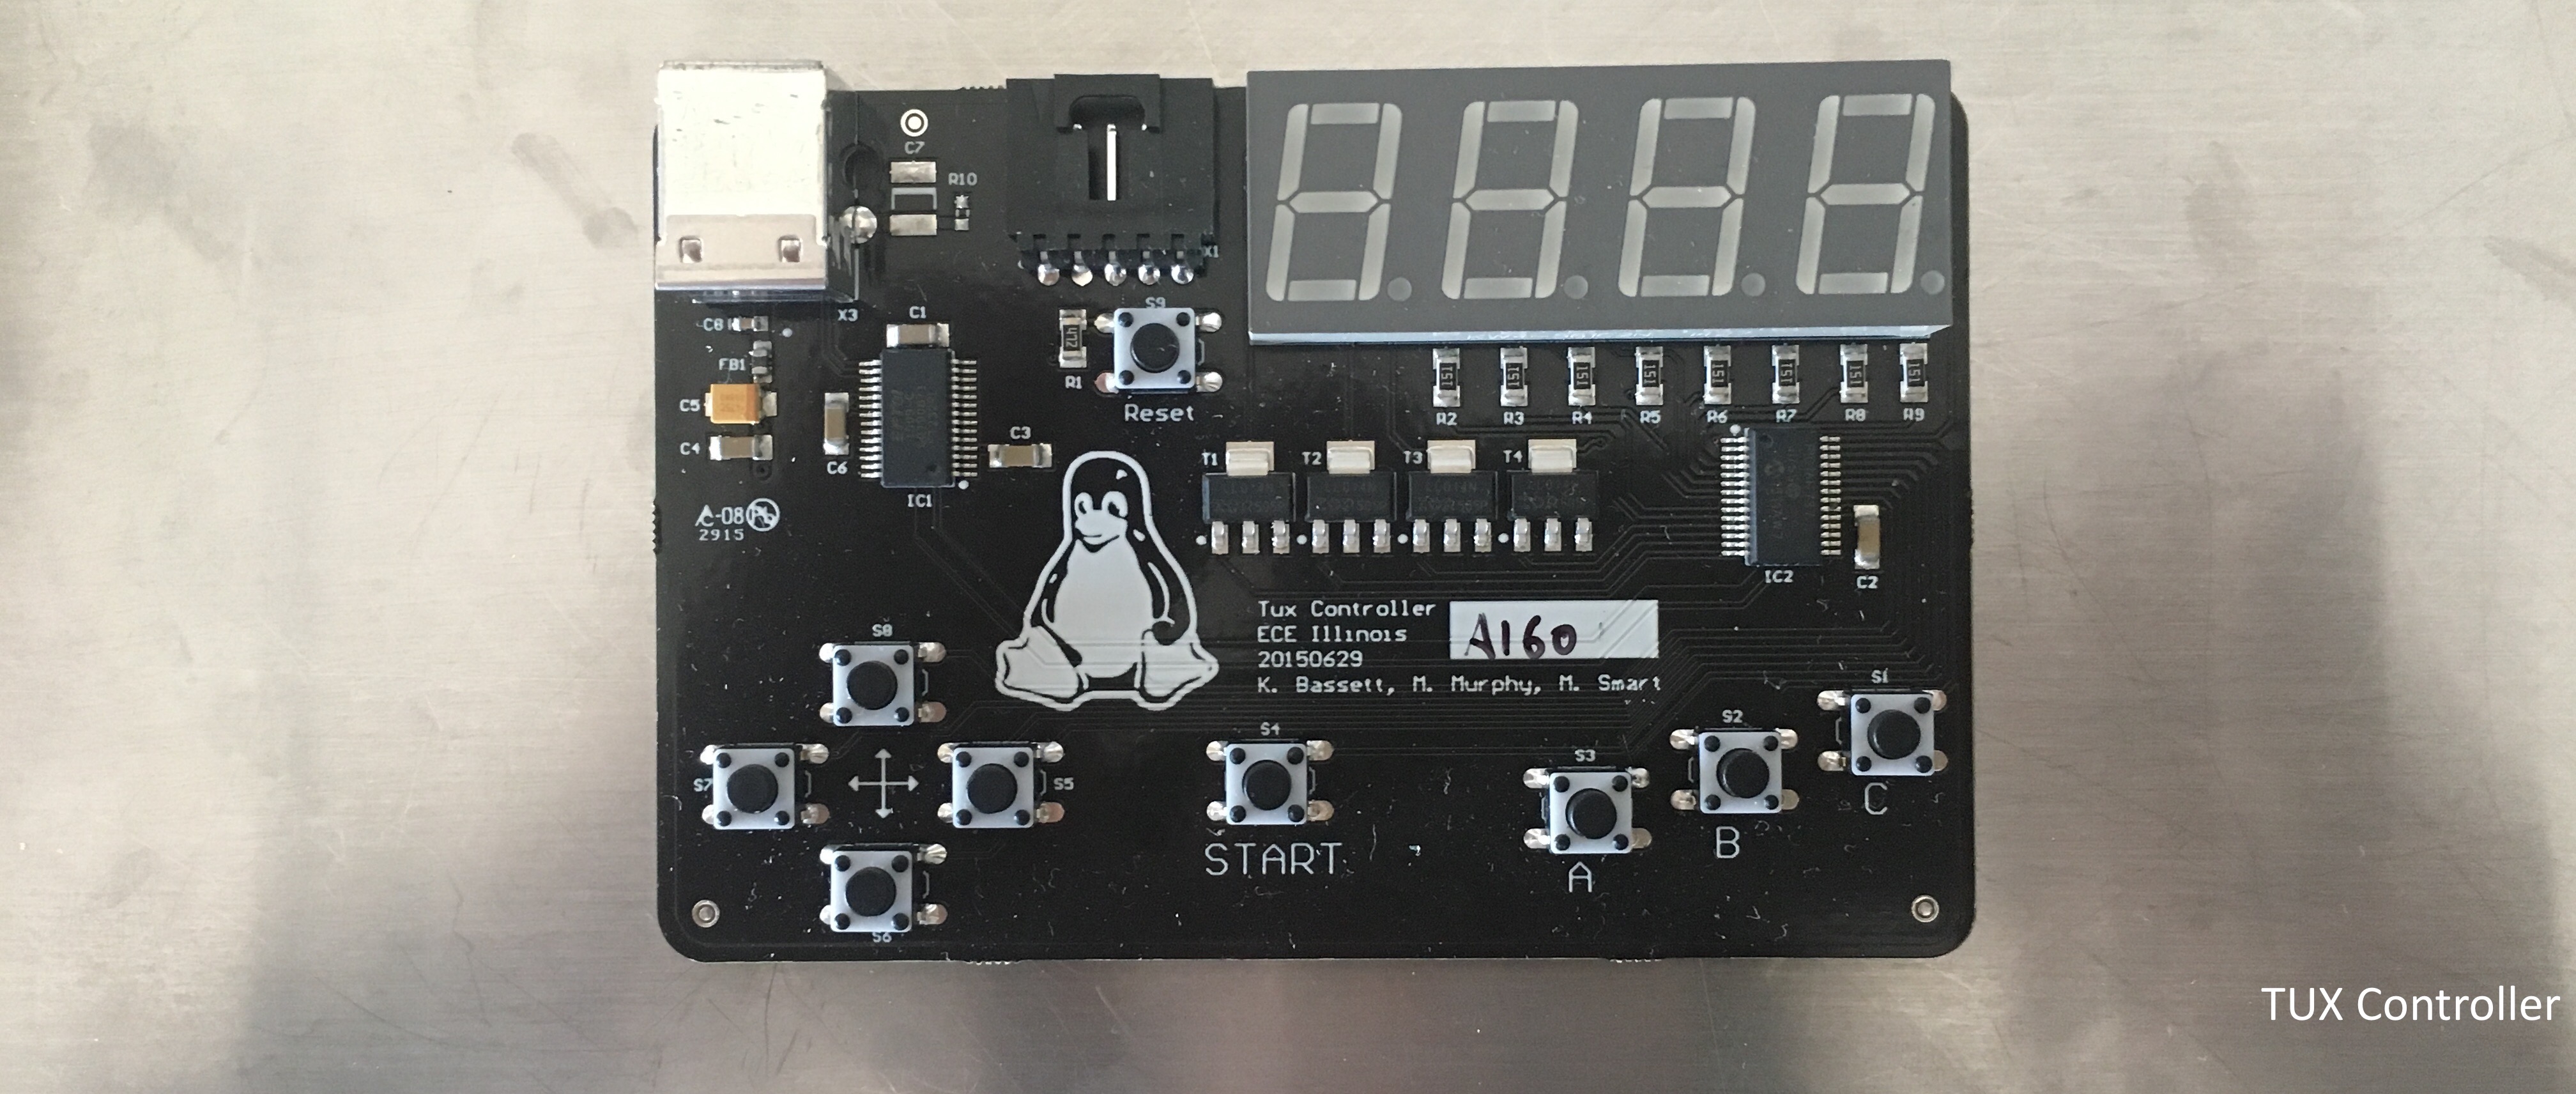 C7
R10
X1
X3
C8
C1
S9
FB1
R1
Reset
C5
C4
C6
C3
IC1
R2 R3 R4 R5 R6 R7 R8 R9
151 151 151 151 151 151 151 151
T1 T2 T3 T4
A-08
2915
IC2
C2
Tux Controller
ECE Illinois
20150629
K. Bassett, M. Murphy, M. Smart
A160
S8
S7
S5
S6
S4
START
S3
A
S2
B
S1
C
TUX Controller